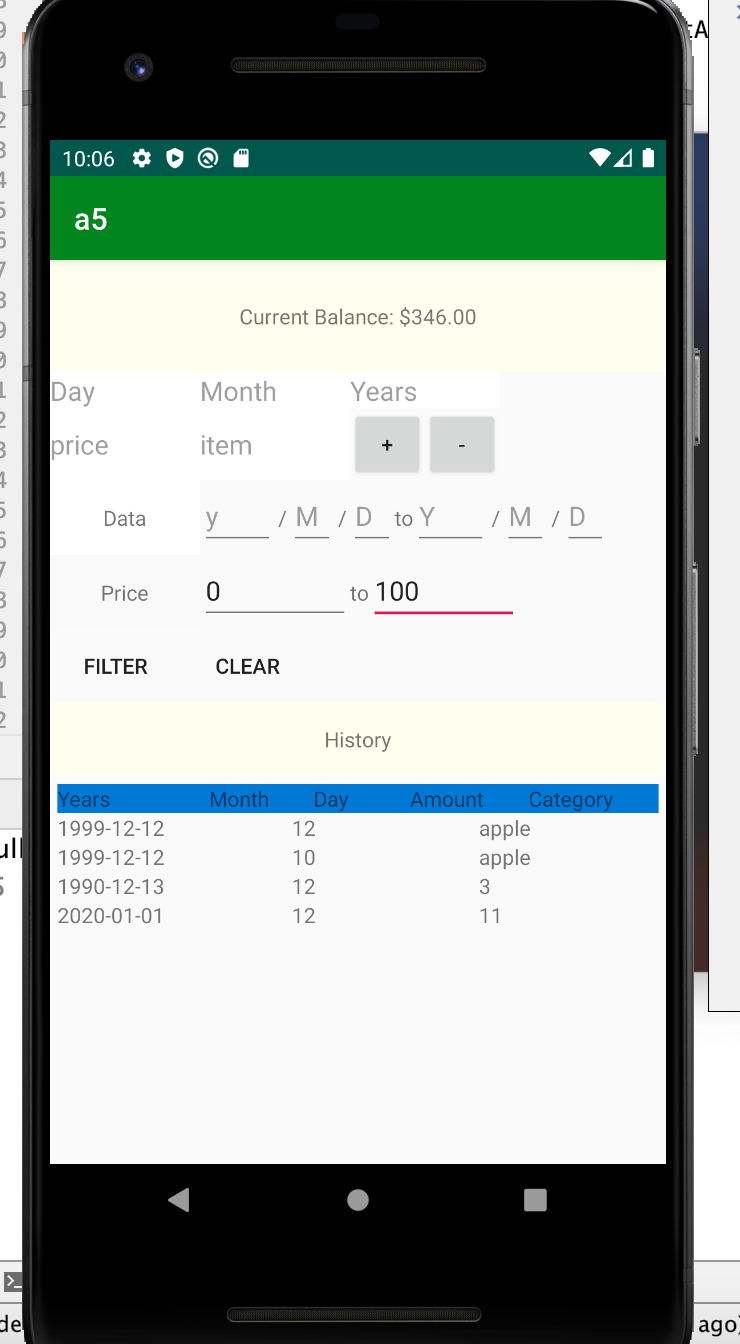 10:06
a5
Current Balance: $346.00
Day Month Years
price item + -
Data y / M / D to Y / M / D
Price 0 to 100
FILTER CLEAR
History
Years Month Day Amount Category
1999-12-12 12 apple
1999-12-12 10 apple
1990-12-13 12 3
2020-01-01 12 11